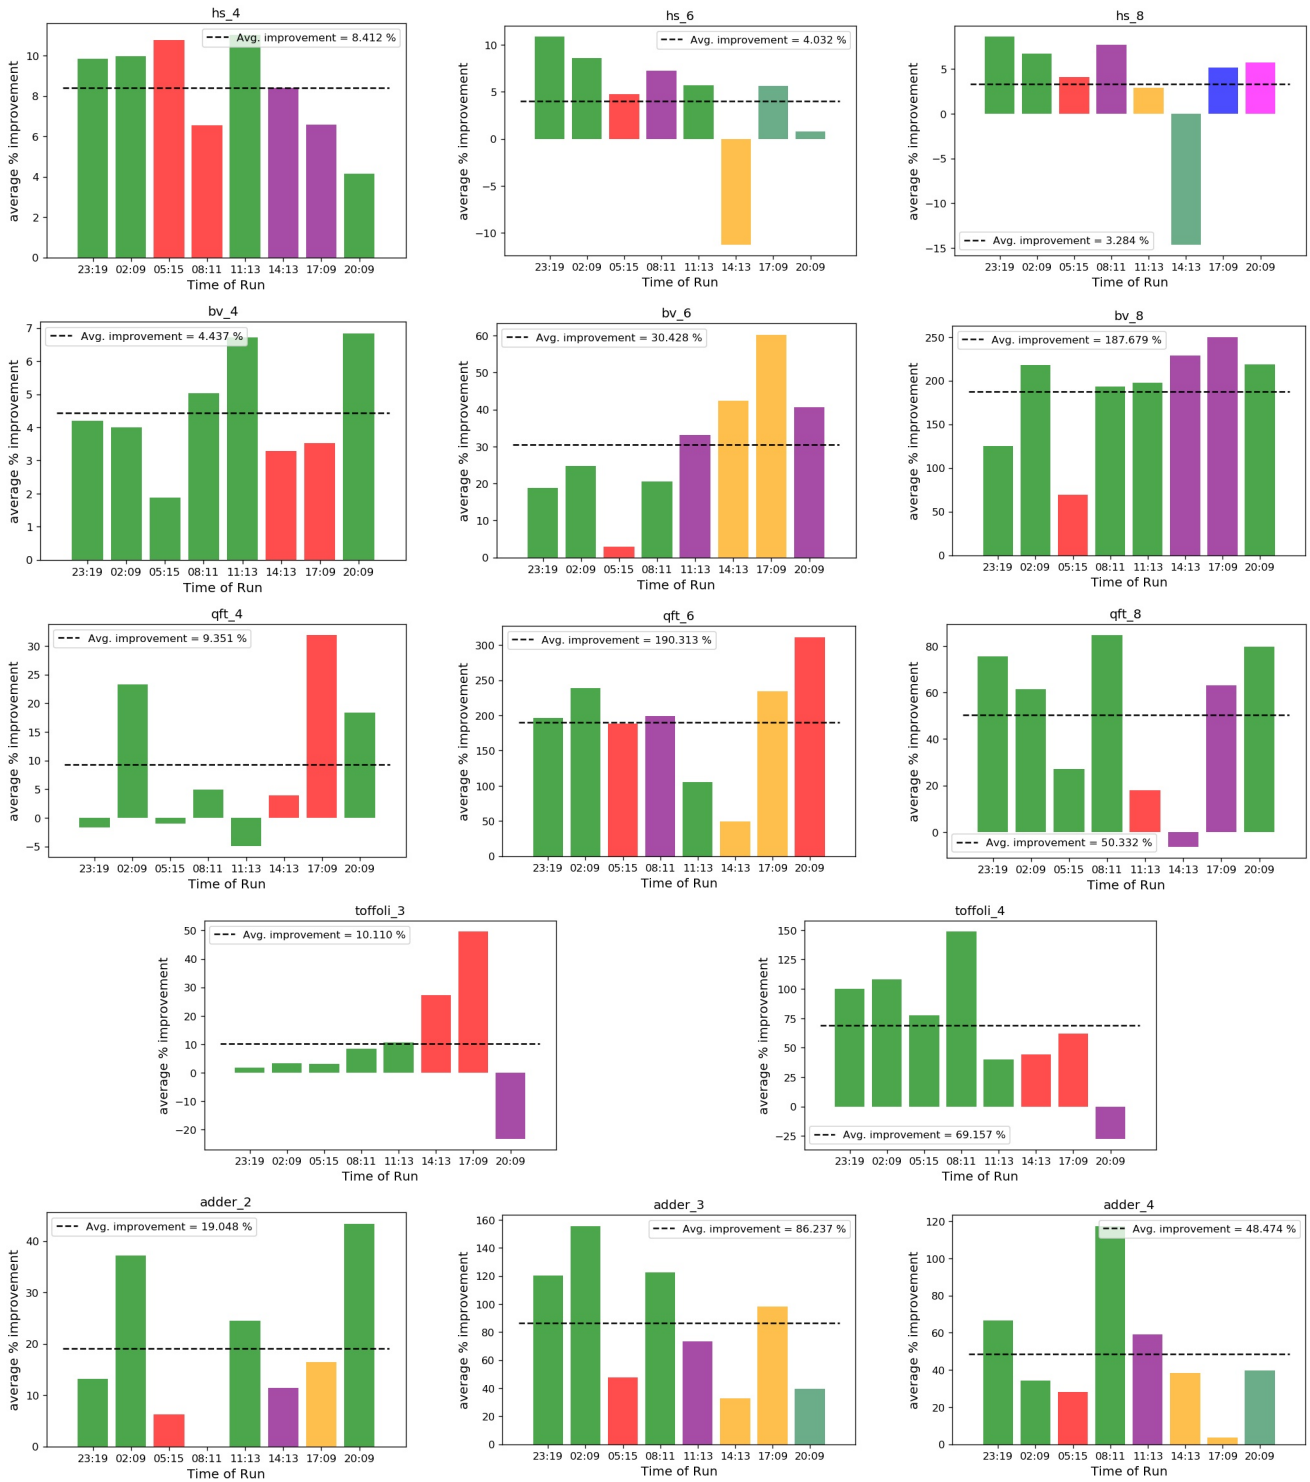 hs_4
average % improvement
10
8
6
4
2
0
Avg. improvement = 8.412 %
23:19 02:09 05:15 08:11 11:13 14:13 17:09 20:09
Time of Run
hs_6
average % improvement
10
5
0
−5
−10
Avg. improvement = 4.032 %
23:19 02:09 05:15 08:11 11:13 14:13 17:09 20:09
Time of Run
hs_8
average % improvement
5
0
−5
−10
−15
Avg. improvement = 3.284 %
23:19 02:09 05:15 08:11 11:13 14:13 17:09 20:09
Time of Run
bv_4
average % improvement
7
6
5
4
3
2
1
0
Avg. improvement = 4.437 %
23:19 02:09 05:15 08:11 11:13 14:13 17:09 20:09
Time of Run
bv_6
average % improvement
60
50
40
30
20
10
0
Avg. improvement = 30.428 %
23:19 02:09 05:15 08:11 11:13 14:13 17:09 20:09
Time of Run
bv_8
average % improvement
250
200
150
100
50
0
Avg. improvement = 187.679 %
23:19 02:09 05:15 08:11 11:13 14:13 17:09 20:09
Time of Run
qft_4
average % improvement
30
25
20
15
10
5
0
−5
Avg. improvement = 9.351 %
23:19 02:09 05:15 08:11 11:13 14:13 17:09 20:09
Time of Run
qft_6
average % improvement
300
250
200
150
100
50
0
Avg. improvement = 190.313 %
23:19 02:09 05:15 08:11 11:13 14:13 17:09 20:09
Time of Run
qft_8
average % improvement
80
60
40
20
0
Avg. improvement = 50.332 %
23:19 02:09 05:15 08:11 11:13 14:13 17:09 20:09
Time of Run
toffoli_3
average % improvement
50
40
30
20
10
0
−10
−20
Avg. improvement = 10.110 %
23:19 02:09 05:15 08:11 11:13 14:13 17:09 20:09
Time of Run
toffoli_4
average % improvement
150
125
100
75
50
25
0
−25
Avg. improvement = 69.157 %
23:19 02:09 05:15 08:11 11:13 14:13 17:09 20:09
Time of Run
adder_2
average % improvement
40
30
20
10
0
Avg. improvement = 19.048 %
23:19 02:09 05:15 08:11 11:13 14:13 17:09 20:09
Time of Run
adder_3
average % improvement
160
140
120
100
80
60
40
20
0
Avg. improvement = 86.237 %
23:19 02:09 05:15 08:11 11:13 14:13 17:09 20:09
Time of Run
adder_4
average % improvement
120
100
80
60
40
20
0
Avg. improvement = 48.474 %
23:19 02:09 05:15 08:11 11:13 14:13 17:09 20:09
Time of Run